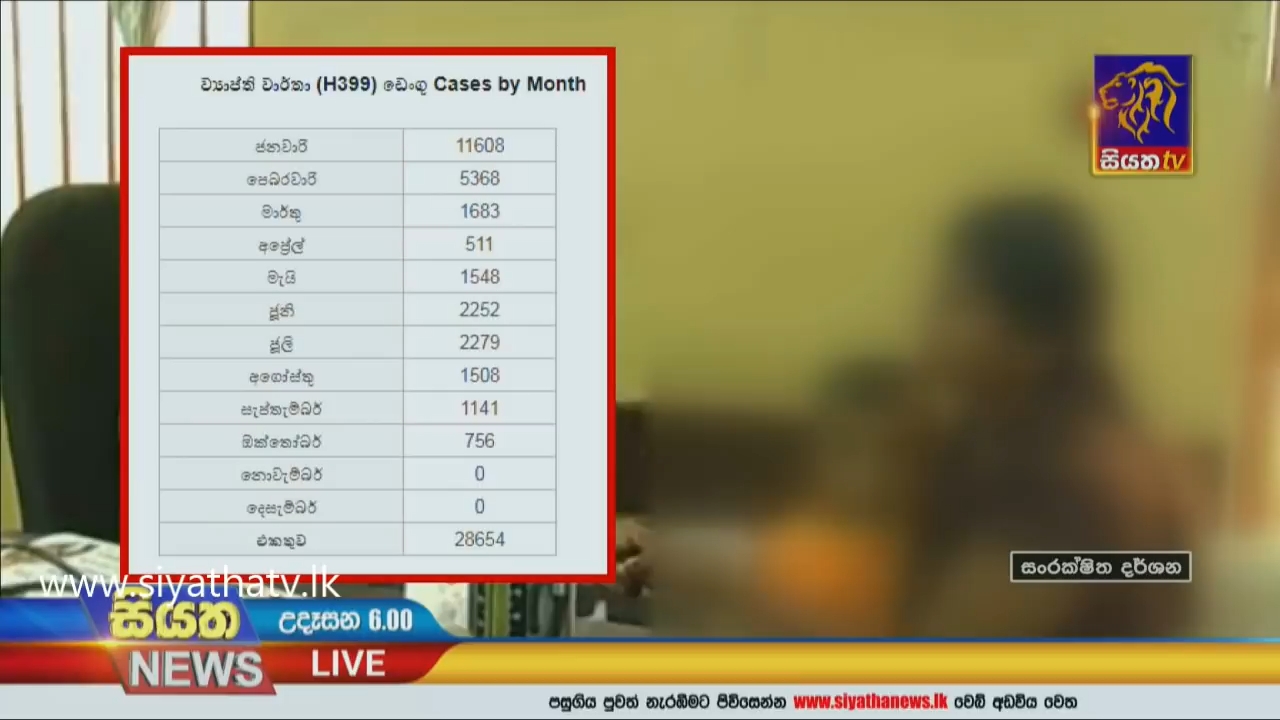 ව්‍යාප්ති වාර්තා (H399) ඩෙංගු Cases by Month
ජනවාරි 11608
පෙබරවාරි 5368
මාර්තු 1683
අප්‍රේල් 511
මැයි 1548
ජූනි 2252
ජූලි 2279
අගෝස්තු 1508
සැප්තැම්බර් 1141
ඔක්තෝබර් 756
නොවැම්බර් 0
දෙසැම්බර් 0
එකතුව 28654
සියත tv
සංරක්ෂිත දර්ශන
www.siyathatv.lk
සියත උදෑසන 6.00
NEWS LIVE
පසුගිය පුවත් නැරඹීමට පිවිසෙන්න www.siyathanews.lk වෙබ් අඩවිය වෙත